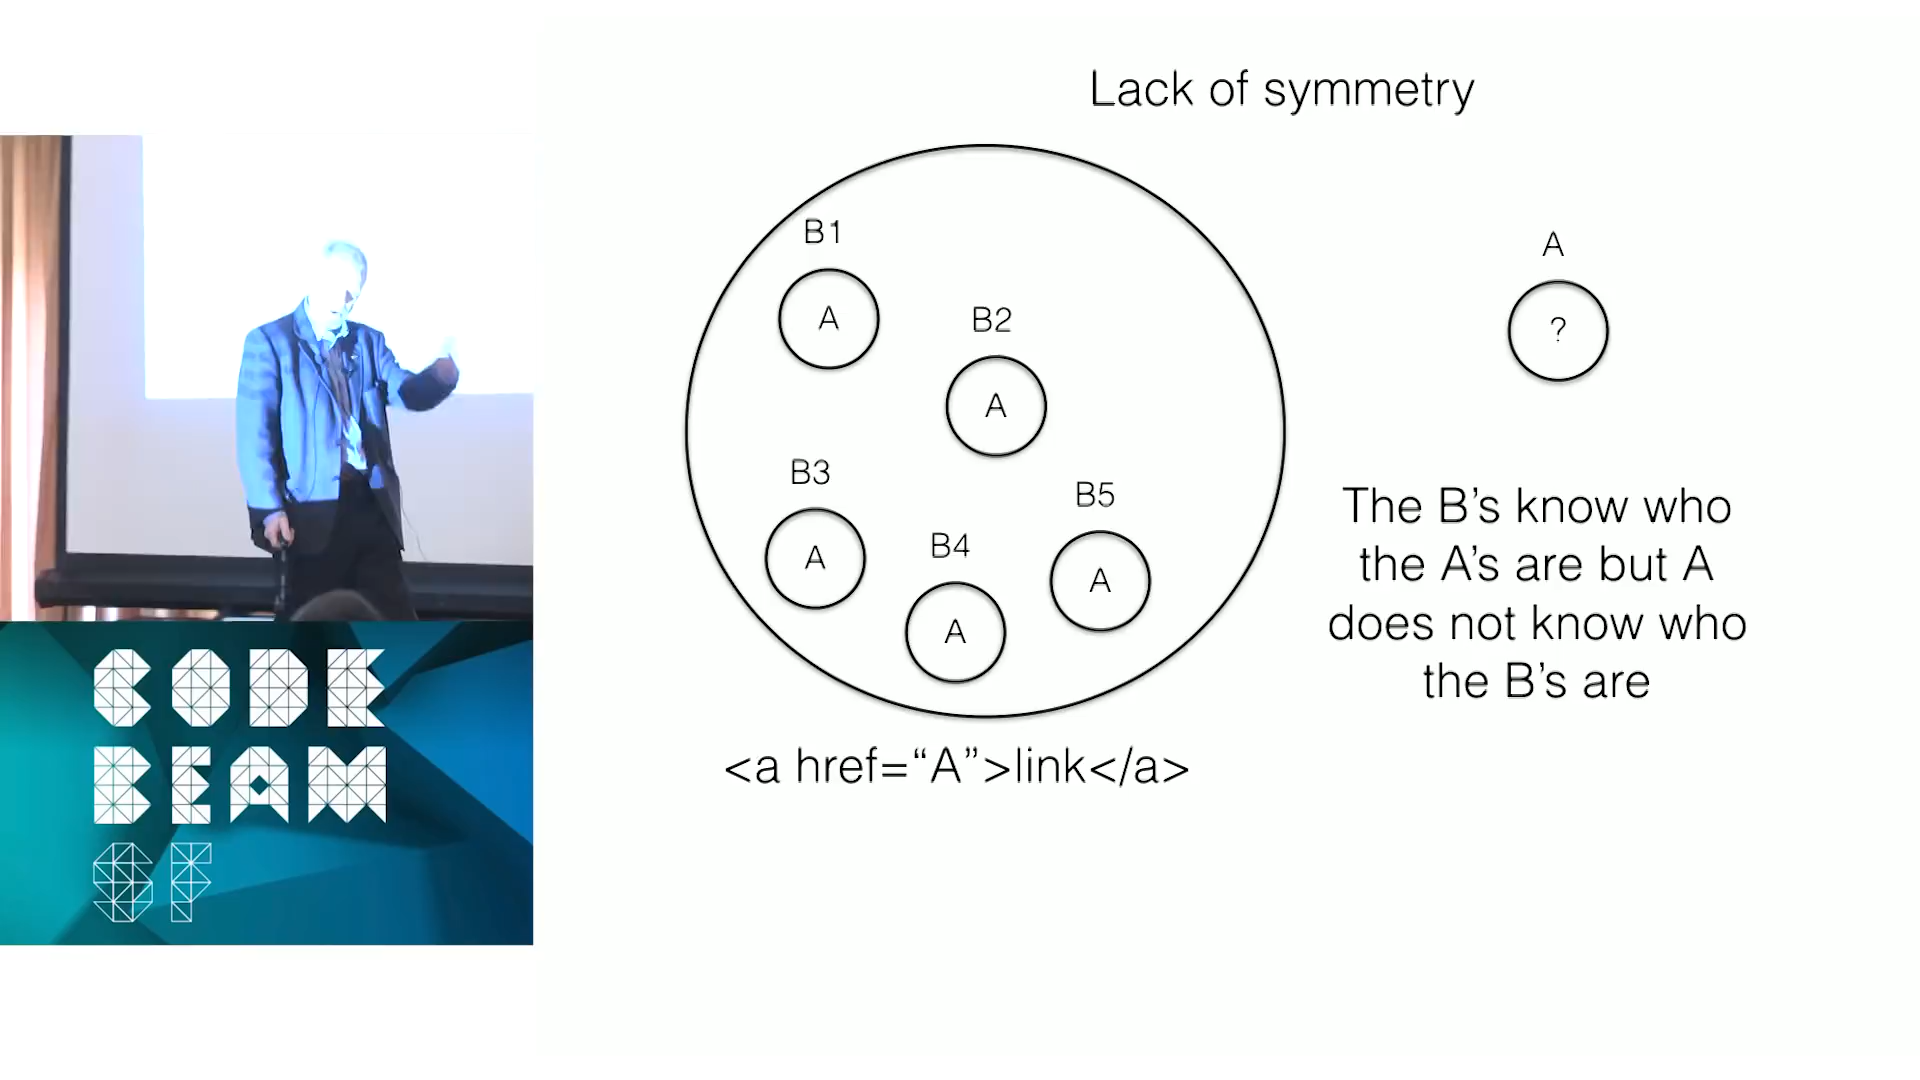 Lack of symmetry
B1
A
B2
A
B3
A
B4
A
B5
A
<a href=“A”>link</a>
A
?
The B’s know who
the A’s are but A
does not know who
the B’s are
CODE
BEAM
SF